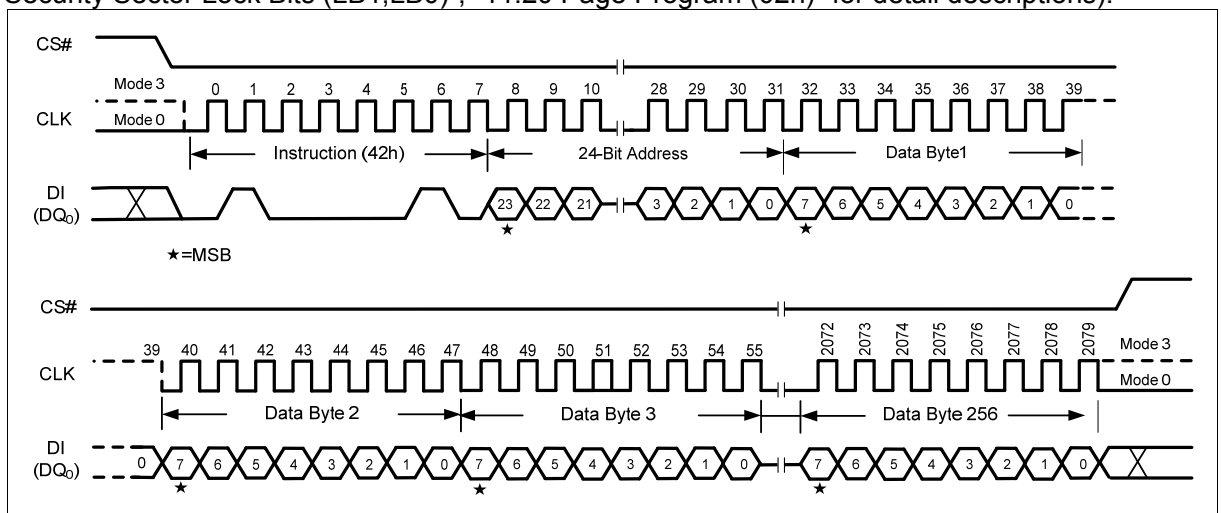 Security Sector Lock Bits (LB1,LB0)", "11.20 Page Program (02h)" for detail descriptions).
CS#
Mode 3
0 1 2 3 4 5 6 7 8 9 10 28 29 30 31 32 33 34 35 36 37 38 39
CLK
Mode 0
Instruction (42h)
24-Bit Address
Data Byte1
DI
(DQ0)
23 22 21 3 2 1 0 7 6 5 4 3 2 1 0
★ ★
★=MSB
CS#
39 40 41 42 43 44 45 46 47 48 49 50 51 52 53 54 55 2072 2073 2074 2075 2076 2077 2078 2079
Mode 3
CLK
Mode 0
Data Byte 2
Data Byte 3
Data Byte 256
DI
(DQ0)
0 7 6 5 4 3 2 1 0 7 6 5 4 3 2 1 0 7 6 5 4 3 2 1 0
★ ★ ★